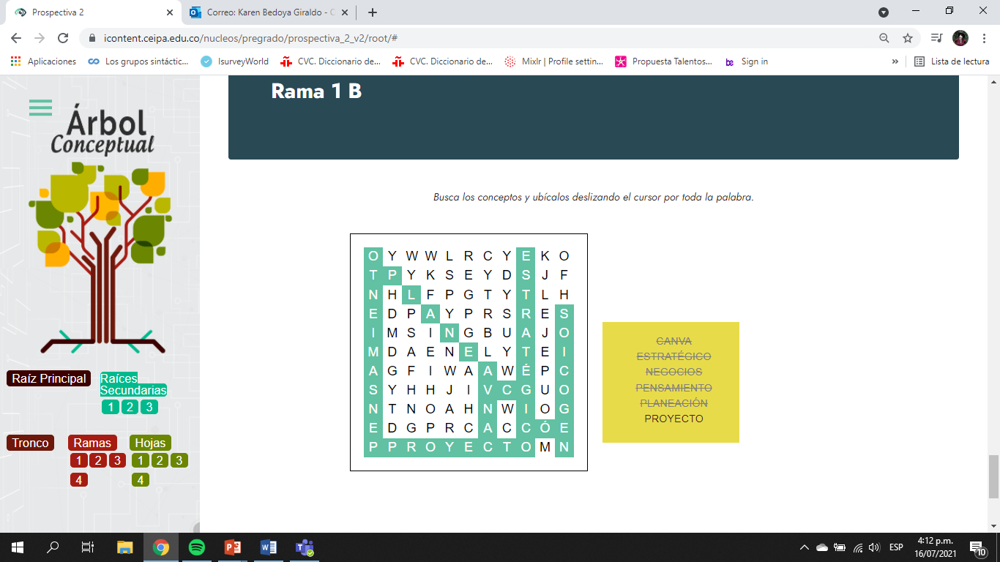 Prospectiva 2
Correo: Karen Bedoya Giraldo - C
icontent.ceipa.edu.co/nucleos/pregrado/prospectiva_2_v2/root/#
Aplicaciones
Los grupos sintáctic...
IsurveyWorld
CVC. Diccionario de...
CVC. Diccionario de...
Mixlr | Profile settin...
Propuesta Talentos...
be
Sign in
»
Lista de lectura
Árbol
Conceptual
Raíz Principal
Raíces
Secundarias
1 2 3
Tronco
Ramas
1 2 3
4
Hojas
1 2 3
4
Rama 1 B
Busca los conceptos y ubícalos deslizando el cursor por toda la palabra.
O Y W W L R C Y E K O
T P Y K S E Y D S J F
N H L F P G T Y T L H
E D P A Y P R S R E S
I M S I N G B U A J O
M D A E N E L Y T E I
A G F I W A A W É P C
S Y H H J I V C G U O
N T N O A H N W I O G
E D G P R C A C C Ó E
P P R O Y E C T O M N
CANVA
ESTRATÉGICO
NEGOCIOS
PENSAMIENTO
PLANEACIÓN
PROYECTO
ESP
4:12 p.m.
16/07/2021
10